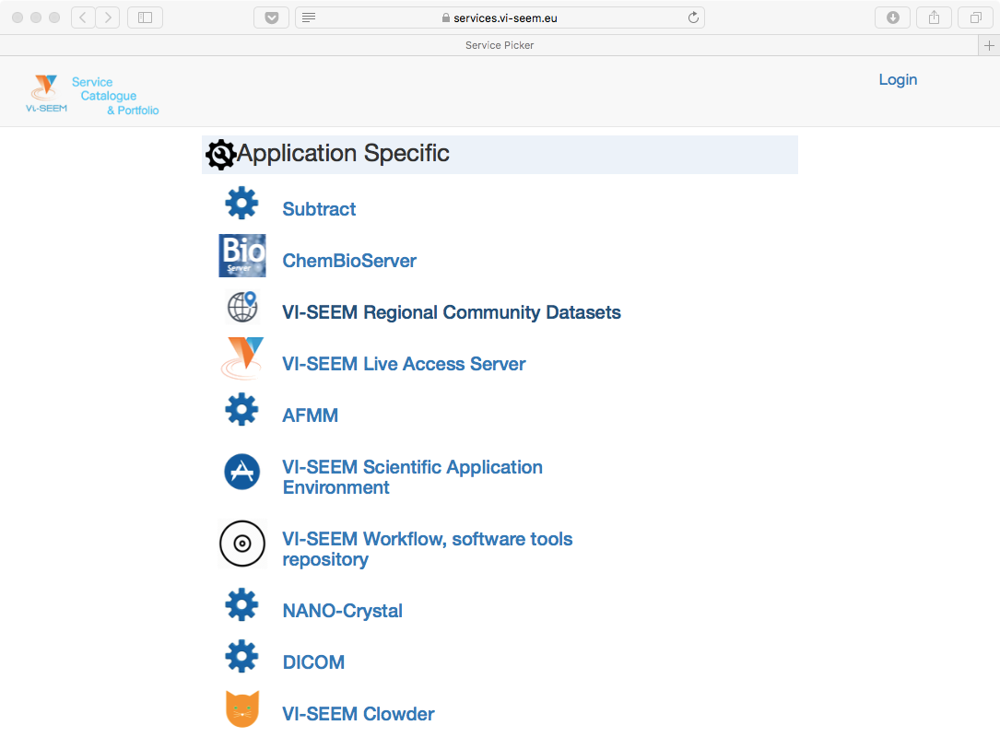 services.vi-seem.eu
Service Picker
Service
Catalogue
& Portfolio
VI-SEEM
Login
Application Specific
Subtract
Bio
Server
ChemBioServer
VI-SEEM Regional Community Datasets
VI-SEEM Live Access Server
AFMM
VI-SEEM Scientific Application
Environment
VI-SEEM Workflow, software tools
repository
NANO-Crystal
DICOM
VI-SEEM Clowder